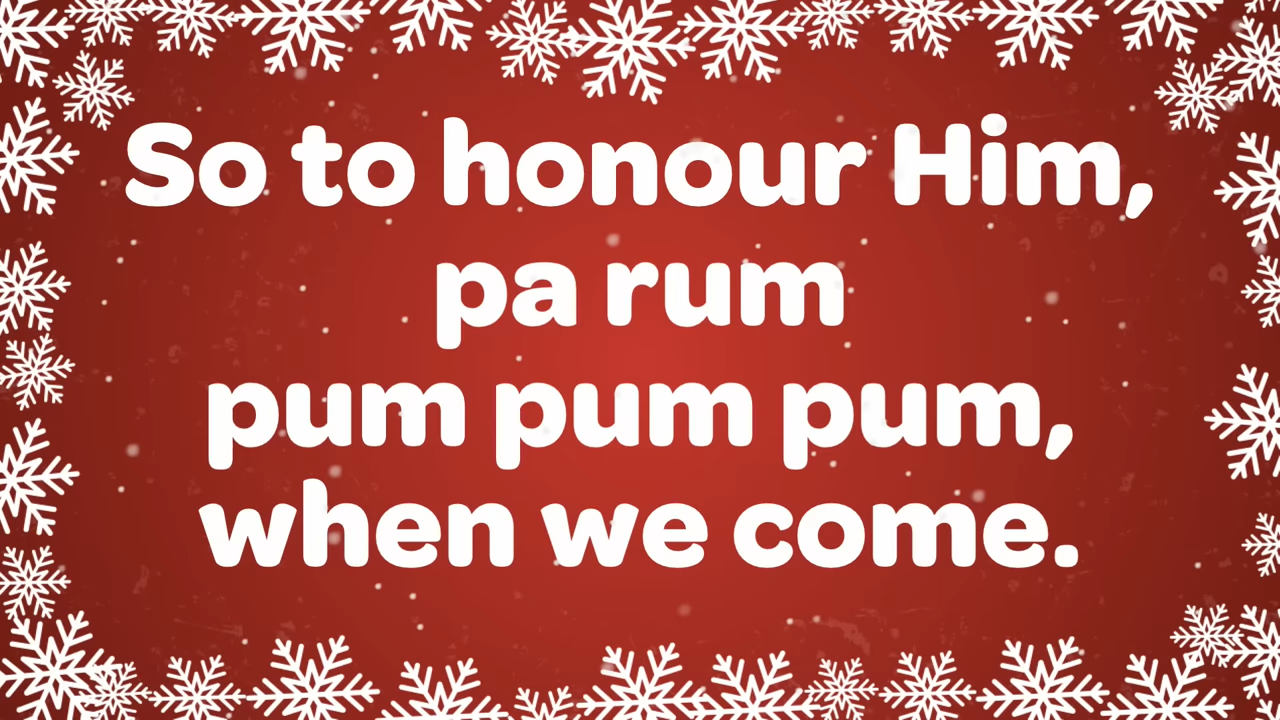 So to honour Him,
pa rum
pum pum pum,
when we come.